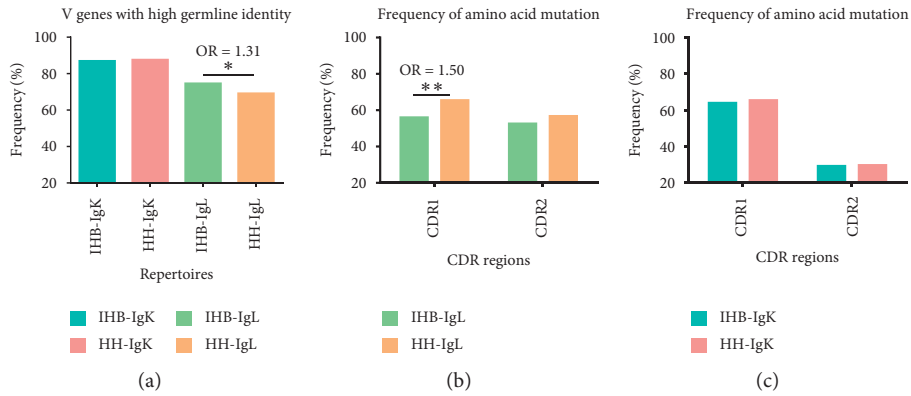 V genes with high germline identity
100
80
60
40
20
Frequency (%)
OR = 1.31
*
IHB-IgK
HH-IgK
IHB-IgL
HH-IgL
Repertoires
IHB-IgK
IHB-IgL
HH-IgK
HH-IgL
(a)
Frequency of amino acid mutation
100
80
60
40
20
Frequency (%)
OR = 1.50
**
CDR1
CDR2
CDR regions
IHB-IgL
HH-IgL
(b)
Frequency of amino acid mutation
100
80
60
40
20
Frequency (%)
CDR1
CDR2
CDR regions
IHB-IgK
HH-IgK
(c)